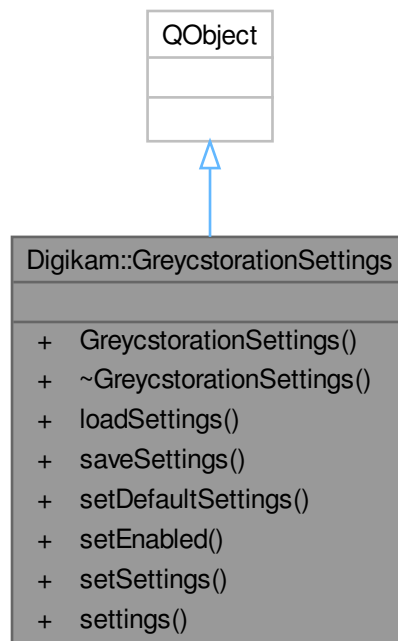 QObject
Digikam::GreycstorationSettings
+ GreycstorationSettings()
+ ~GreycstorationSettings()
+ loadSettings()
+ saveSettings()
+ setDefaultSettings()
+ setEnabled()
+ setSettings()
+ settings()